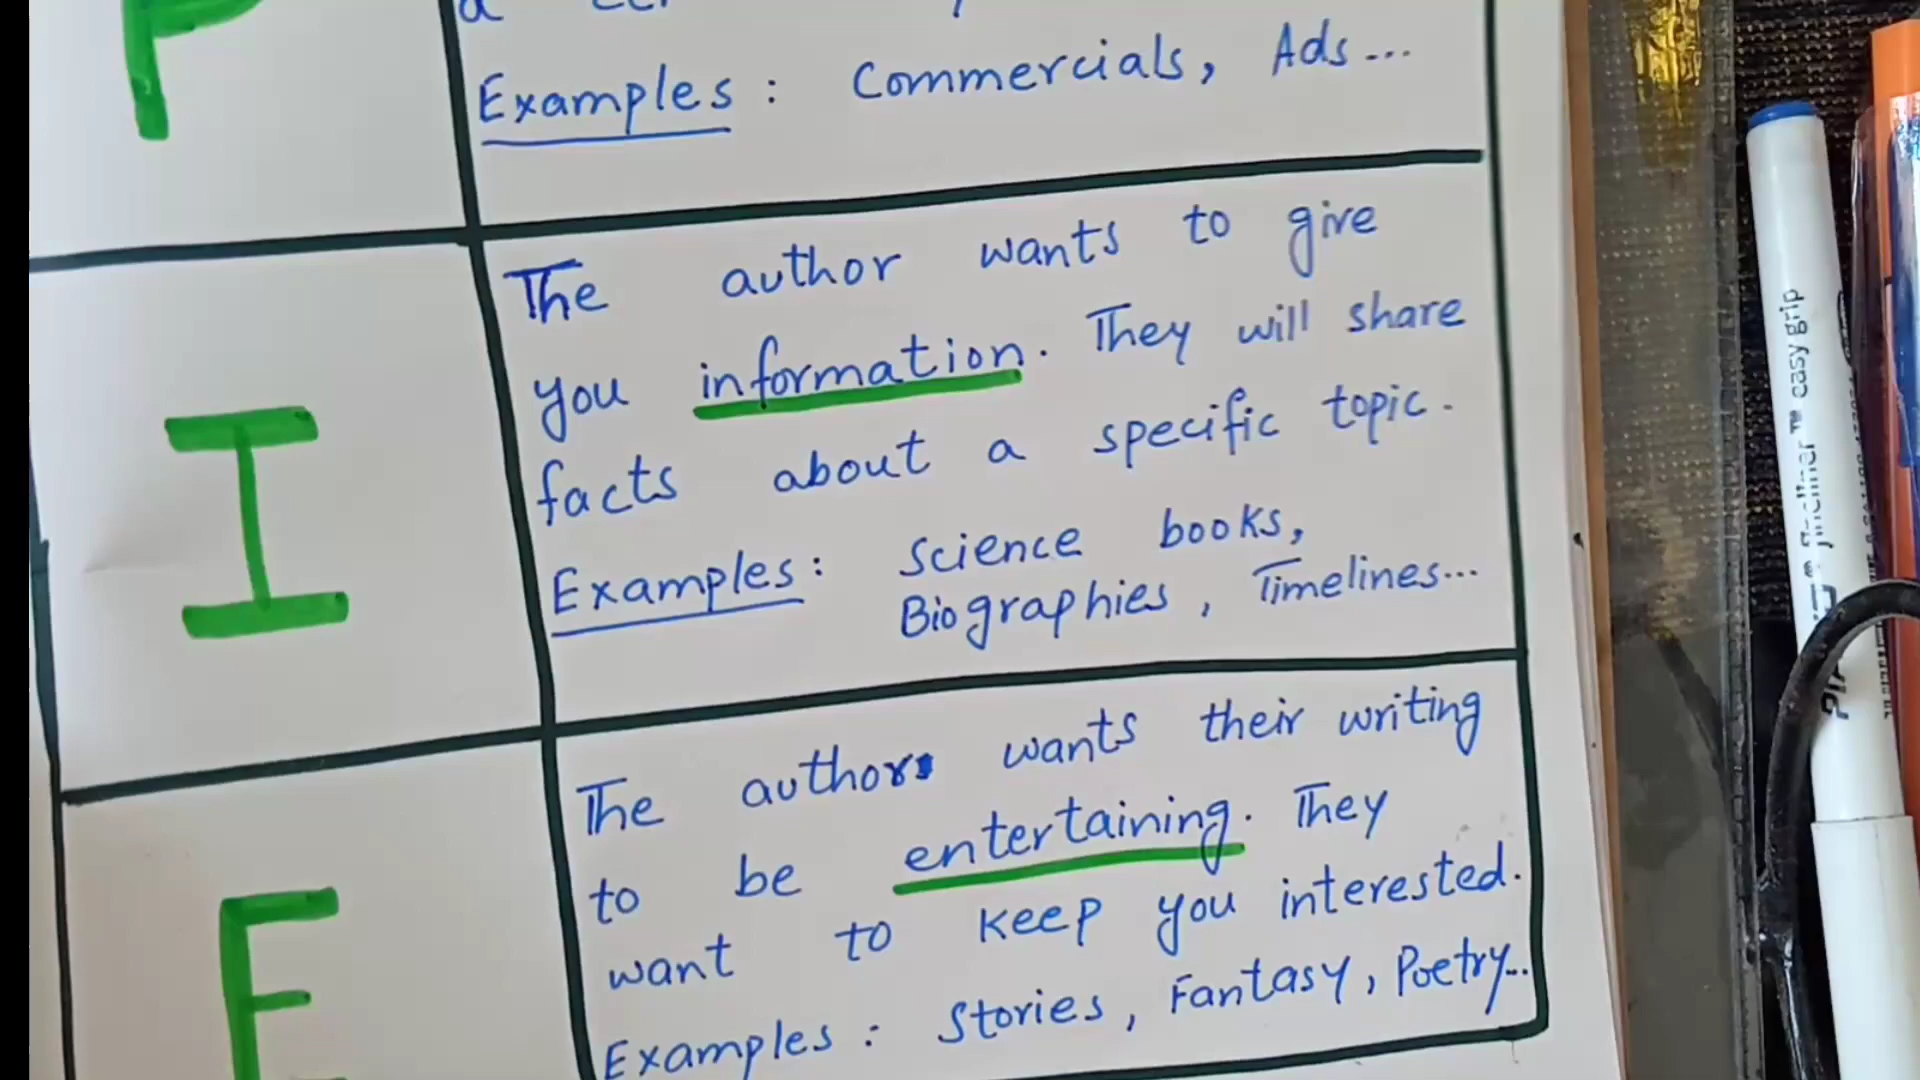 P
a
Examples : Commercials, Ads...
I
The author wants to give
you information. They will share
facts about a specific topic.
Examples : Science books,
Biographies, Timelines...
E
The author wants their writing
to be entertaining. They
want to keep you interested.
Examples : Stories, Fantasy, Poetry...
fineliner™ easy grip